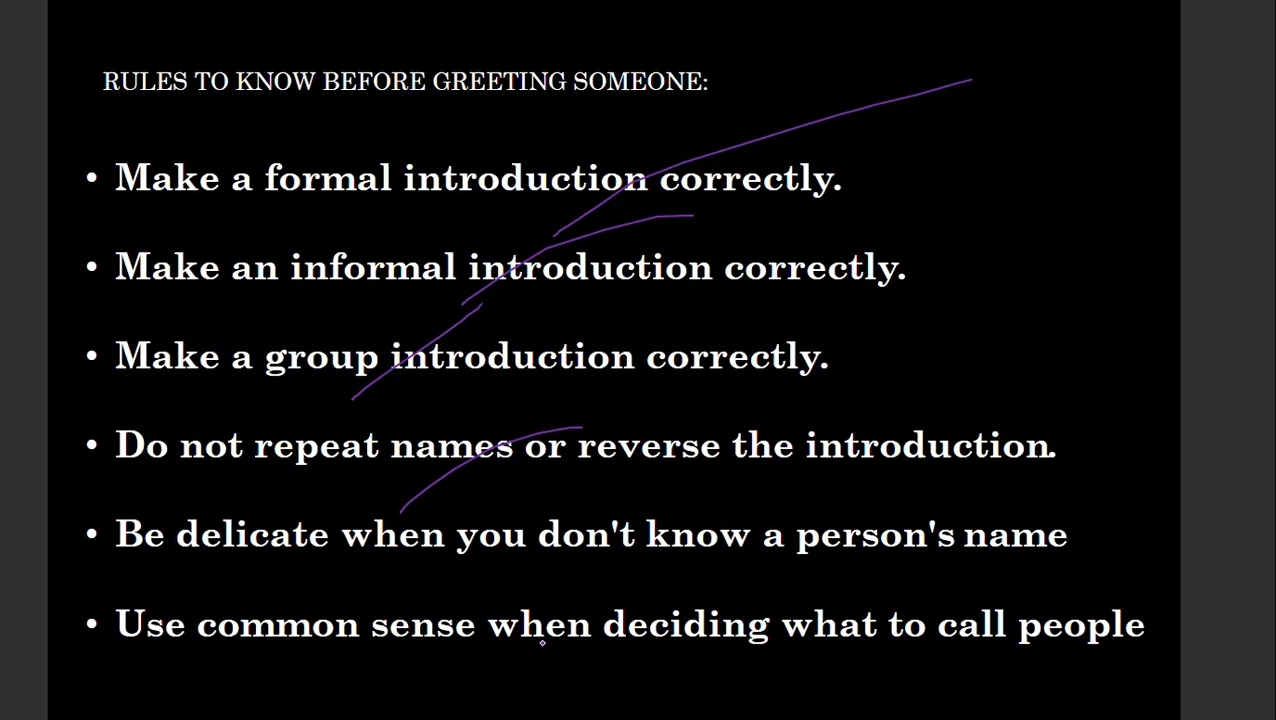 RULES TO KNOW BEFORE GREETING SOMEONE:
• Make a formal introduction correctly.
• Make an informal introduction correctly.
• Make a group introduction correctly.
• Do not repeat names or reverse the introduction.
• Be delicate when you don't know a person's name
• Use common sense when deciding what to call people